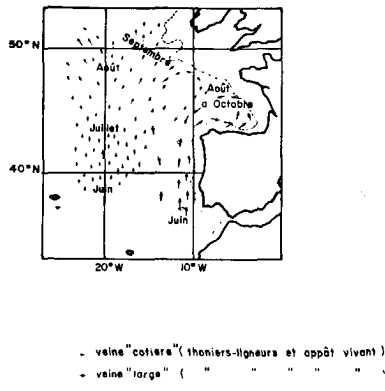 50°N
Septembre
Août
Août
a Octobre
Juillet
40°N
Juin
Juin
20°W
10°W
veine "cotiere" ( thoniers-ligneurs et appât vivant )
veine "large" ( " " " " " )